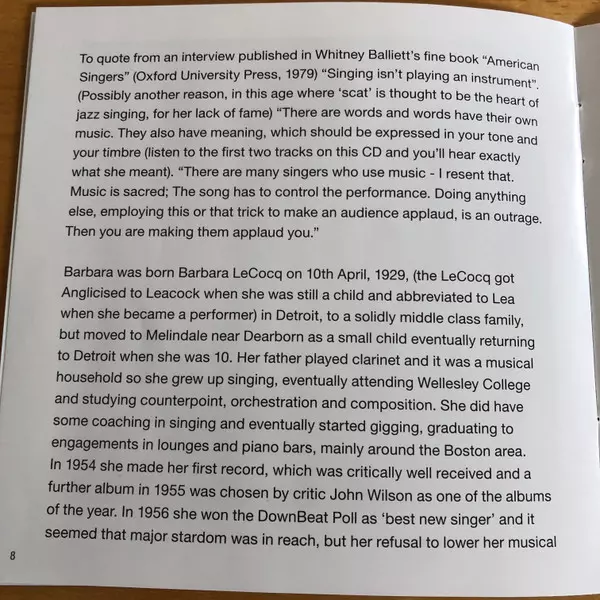 To quote from an interview published in Whitney Balliett's fine book “American
Singers” (Oxford University Press, 1979) “Singing isn't playing an instrument”.
(Possibly another reason, in this age where ‘scat’ is thought to be the heart of
jazz singing, for her lack of fame) “There are words and words have their own
music. They also have meaning, which should be expressed in your tone and
your timbre (listen to the first two tracks on this CD and you'll hear exactly
what she meant). “There are many singers who use music - I resent that.
Music is sacred; The song has to control the performance. Doing anything
else, employing this or that trick to make an audience applaud, is an outrage.
Then you are making them applaud you.”
Barbara was born Barbara LeCocq on 10th April, 1929, (the LeCocq got
Anglicised to Leacock when she was still a child and abbreviated to Lea
when she became a performer) in Detroit, to a solidly middle class family,
but moved to Melindale near Dearborn as a small child eventually returning
to Detroit when she was 10. Her father played clarinet and it was a musical
household so she grew up singing, eventually attending Wellesley College
and studying counterpoint, orchestration and composition. She did have
some coaching in singing and eventually started gigging, graduating to
engagements in lounges and piano bars, mainly around the Boston area.
In 1954 she made her first record, which was critically well received and a
further album in 1955 was chosen by critic John Wilson as one of the albums
of the year. In 1956 she won the DownBeat Poll as ‘best new singer’ and it
seemed that major stardom was in reach, but her refusal to lower her musical
8